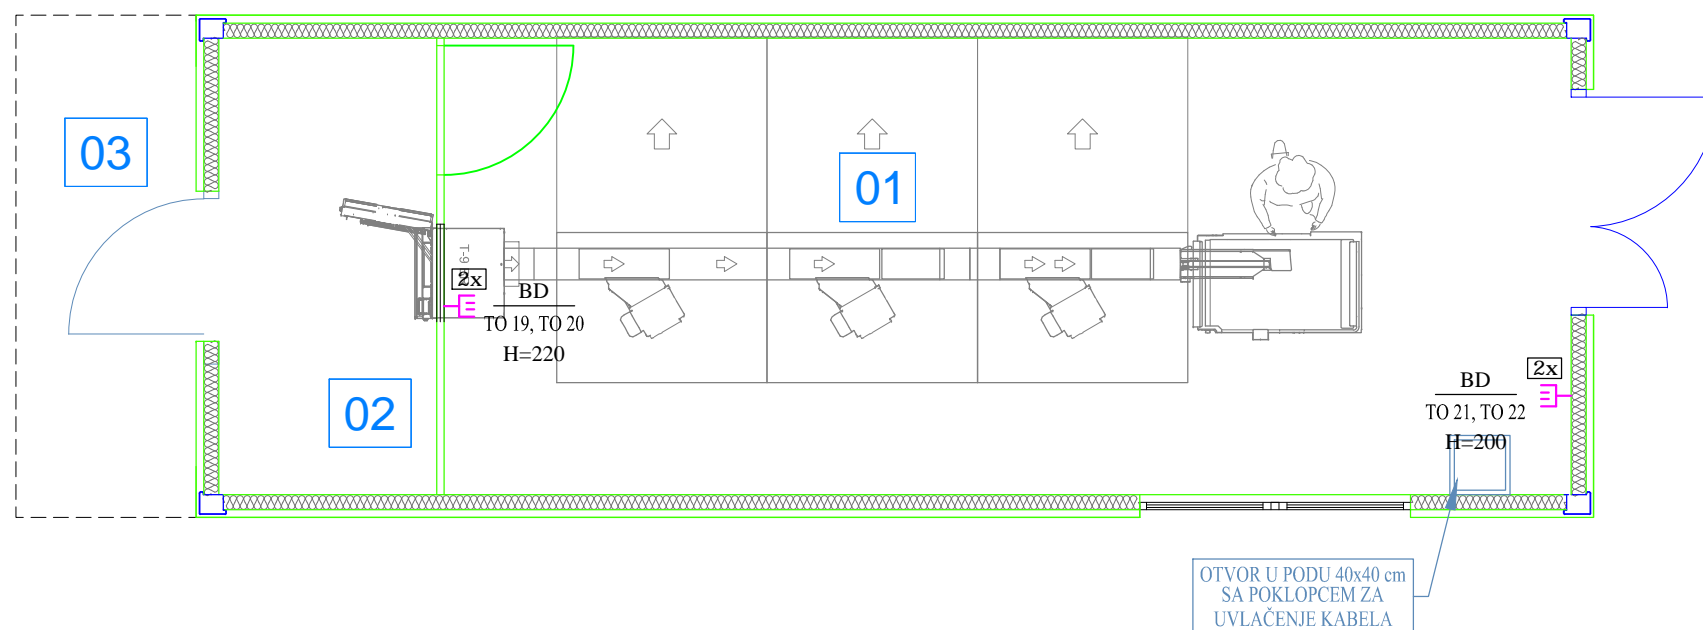 03
01
T-9
2x
BD
TO 19, TO 20
H=220
02
2x
BD
TO 21, TO 22
H=200
OTVOR U PODU 40x40 cm
SA POKLOPCEM ZA
UVLAČENJE KABELA